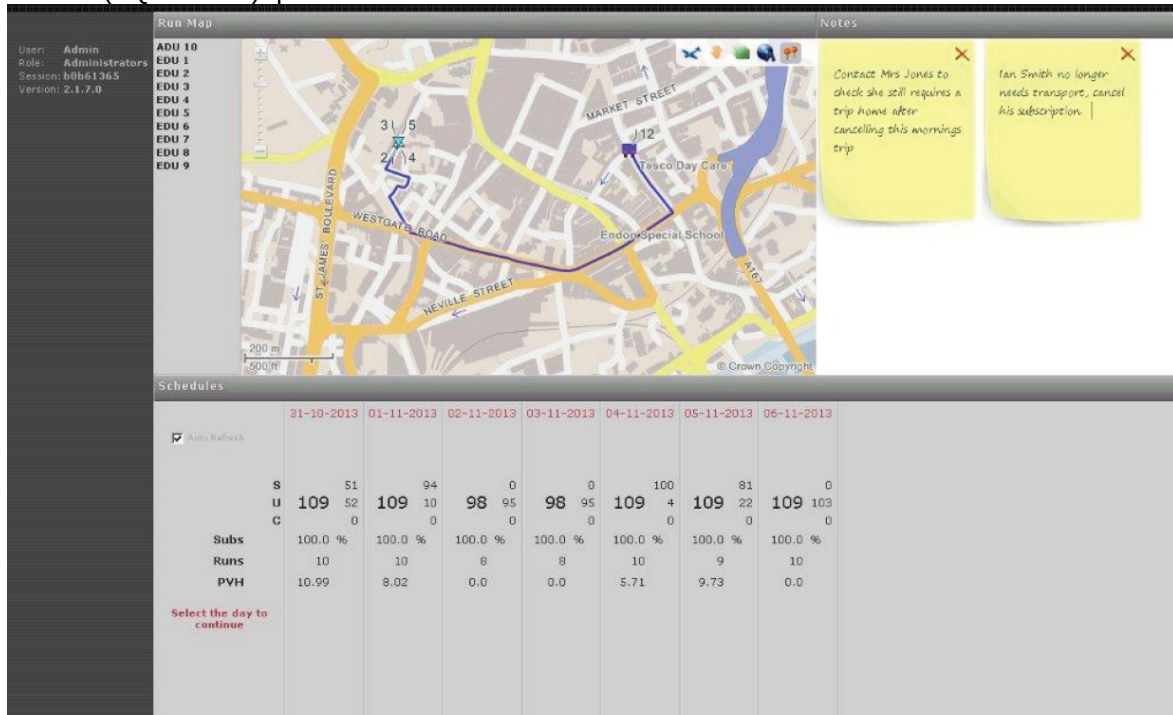 Run Map
Notes
User: Admin
Role: Administrators
Session: b0b61365
Version: 2.1.7.0
ADU 10
EDU 1
EDU 2
EDU 3
EDU 4
EDU 5
EDU 6
EDU 7
EDU 8
EDU 9
3 5
2 4
12
MARKET STREET
Tesco Day Care
Endon Special School
WESTGATE ROAD
ST JAMES' BOULEVARD
NEVILLE STREET
A167
200 m
500 ft
© Crown Copyright
Contact Mrs Jones to
check she still requires a
trip home after
cancelling this mornings
trip
Ian Smith no longer
needs transport, cancel
his subscription
Schedules
31-10-2013 01-11-2013 02-11-2013 03-11-2013 04-11-2013 05-11-2013 06-11-2013
Auto Refresh
S 51 94 0 0 100 81 0
U 109 52 109 10 98 95 98 95 109 4 109 22 109 103
C 0 0 0 0 0 0 0
Subs 100.0 % 100.0 % 100.0 % 100.0 % 100.0 % 100.0 % 100.0 %
Runs 10 10 8 8 10 9 10
PVH 10.99 8.02 0.0 0.0 5.71 9.73 0.0
Select the day to
continue